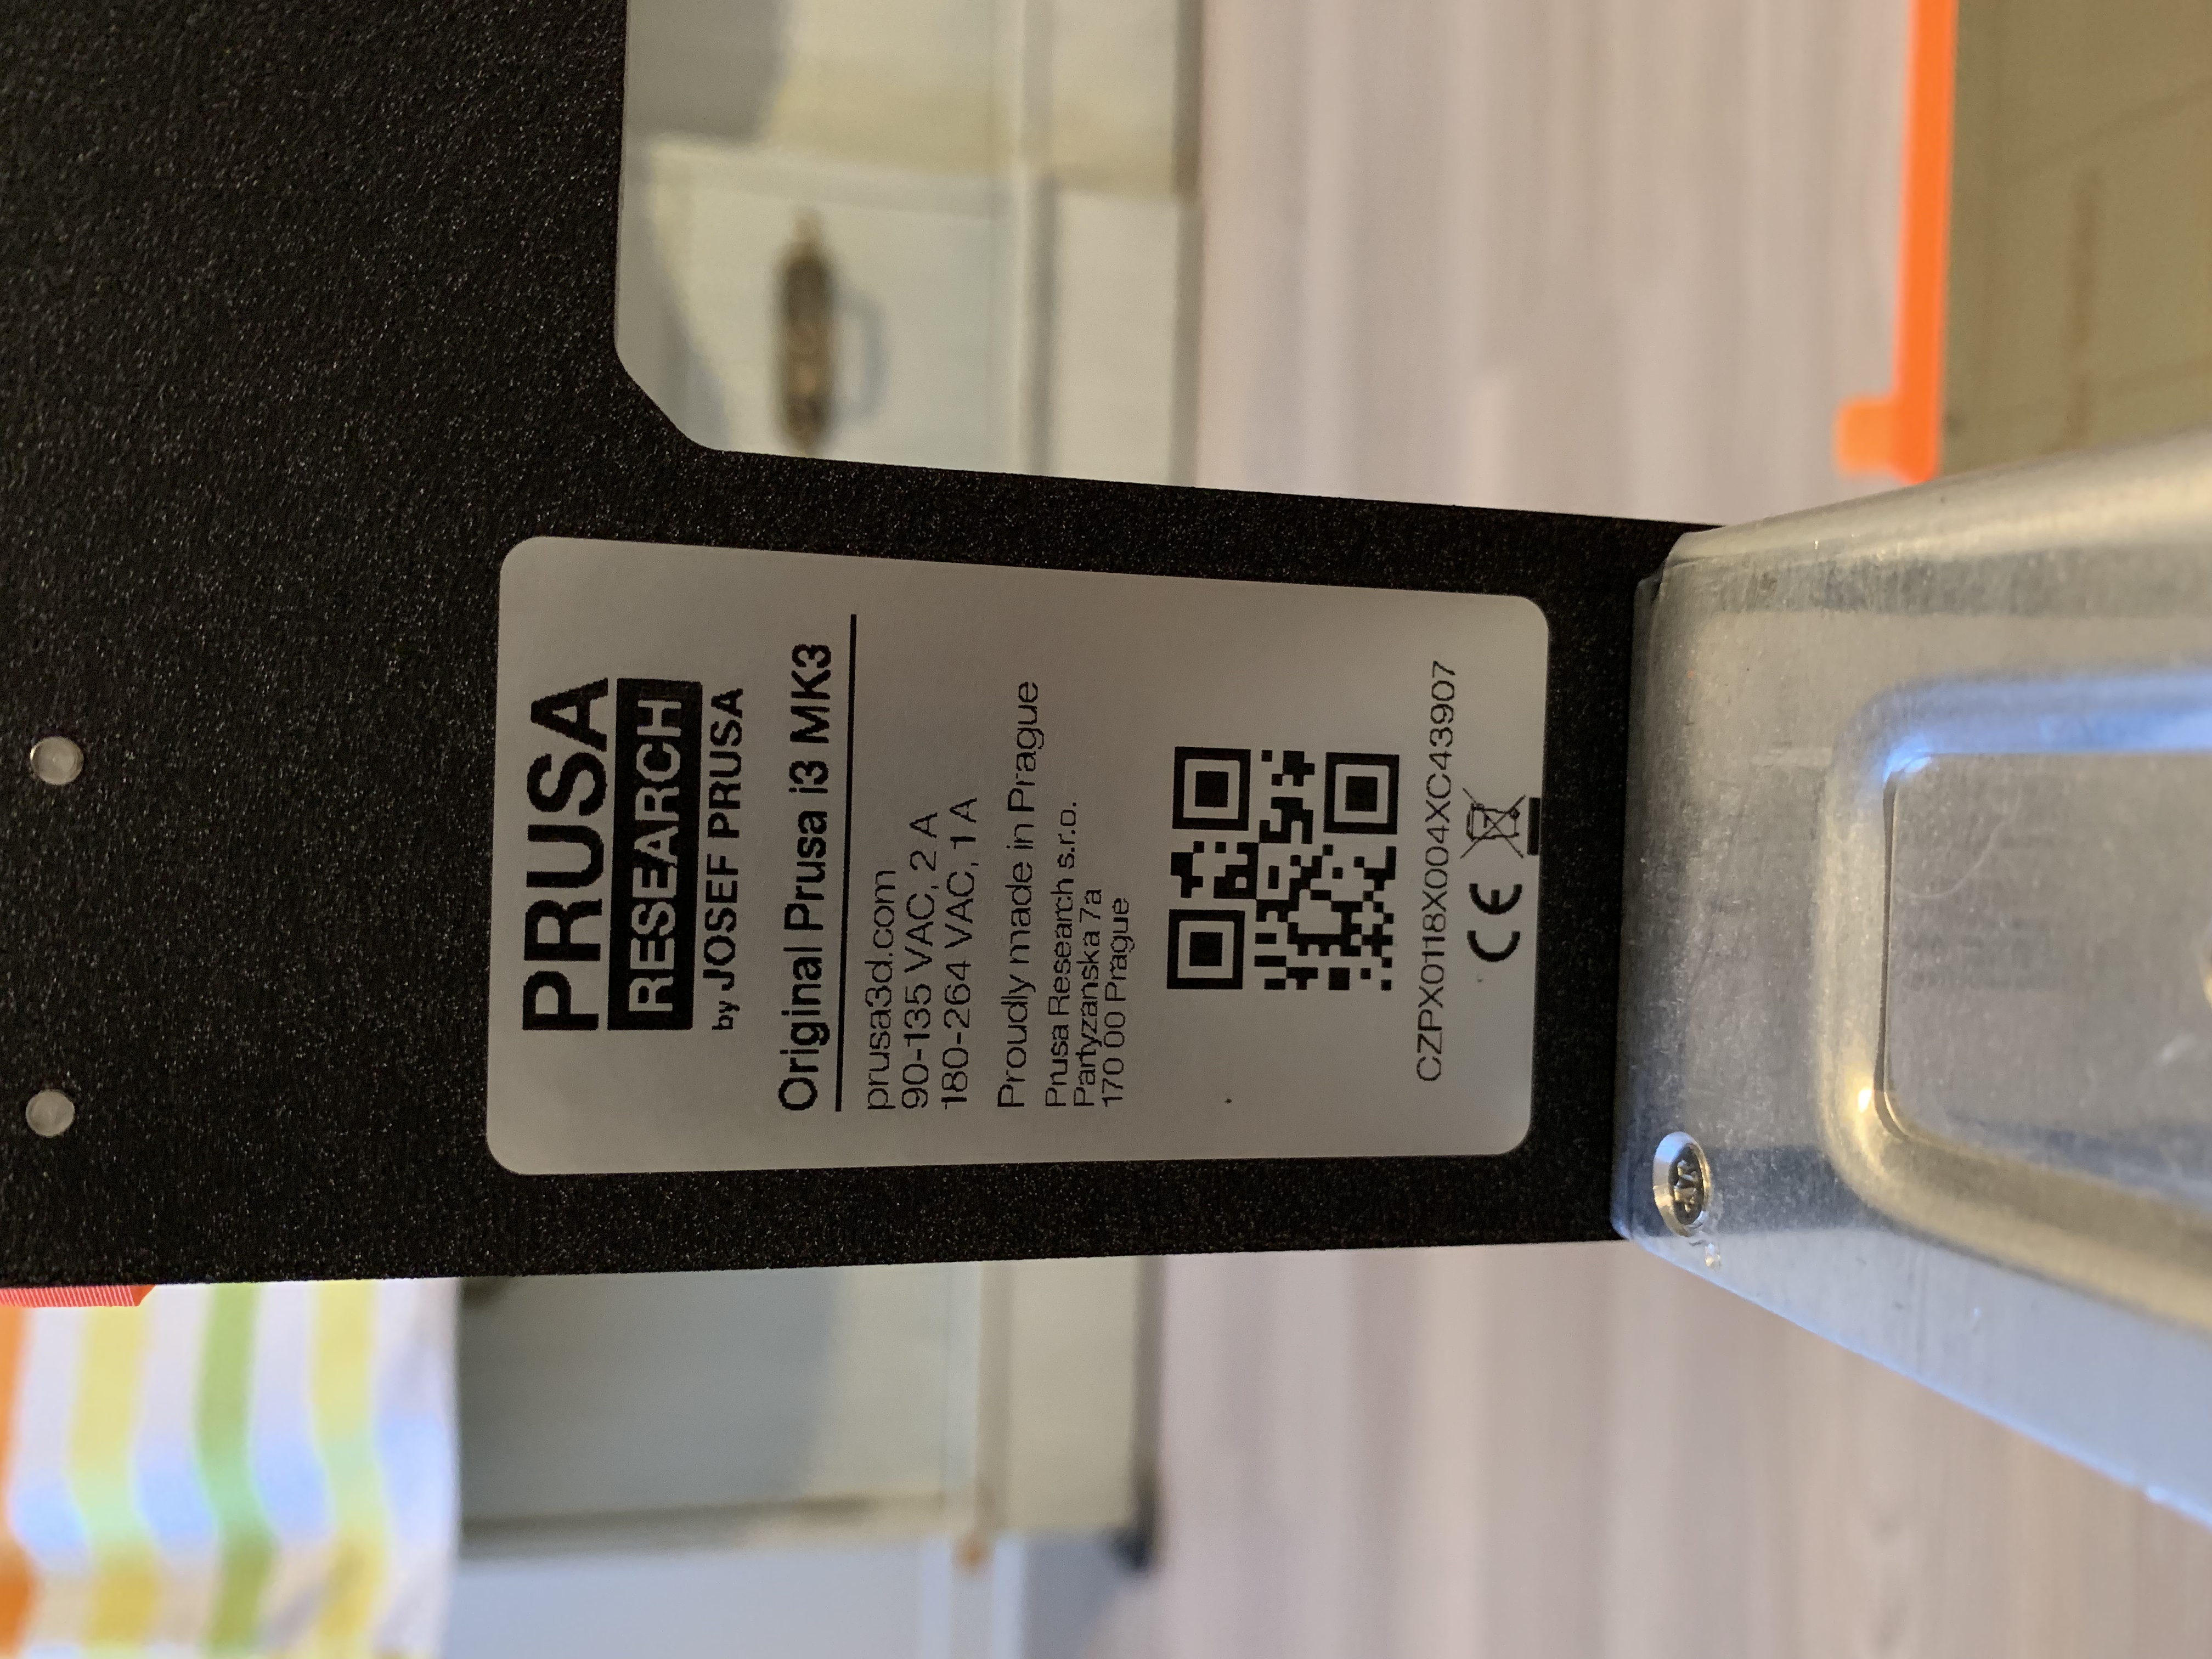 PRUSA
RESEARCH
by JOSEF PRUSA
Original Prusa i3 MK3
prusa3d.com
90-135 VAC, 2 A
180-264 VAC, 1 A
Proudly made in Prague
Prusa Research s.r.o.
Partyzanska 7a
170 00 Prague
CZPX0118X004XC43907
CE